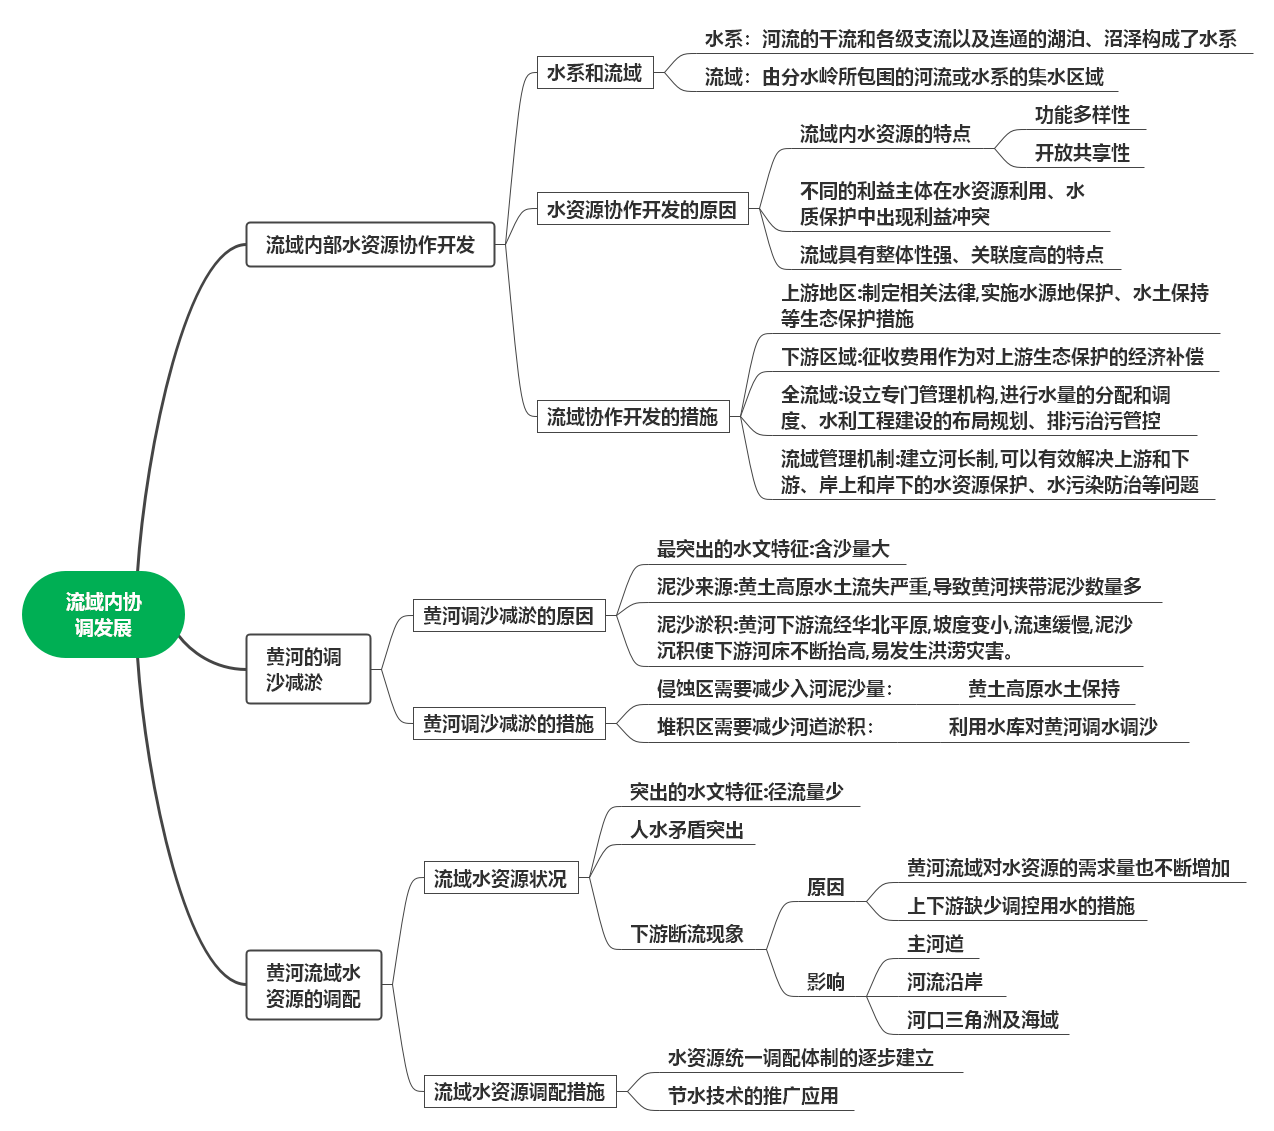 流域内协
调发展
流域内部水资源协作开发
水系和流域
水系：河流的干流和各级支流以及连通的湖泊、沼泽构成了水系
流域：由分水岭所包围的河流或水系的集水区域
水资源协作开发的原因
流域内水资源的特点
功能多样性
开放共享性
不同的利益主体在水资源利用、水
质保护中出现利益冲突
流域具有整体性强、关联度高的特点
流域协作开发的措施
上游地区:制定相关法律,实施水源地保护、水土保持
等生态保护措施
下游区域:征收费用作为对上游生态保护的经济补偿
全流域:设立专门管理机构,进行水量的分配和调
度、水利工程建设的布局规划、排污治污管控
流域管理机制:建立河长制,可以有效解决上游和下
游、岸上和岸下的水资源保护、水污染防治等问题
黄河的调
沙减淤
黄河调沙减淤的原因
最突出的水文特征:含沙量大
泥沙来源:黄土高原水土流失严重,导致黄河挟带泥沙数量多
泥沙淤积:黄河下游流经华北平原,坡度变小,流速缓慢,泥沙
沉积使下游河床不断抬高,易发生洪涝灾害。
黄河调沙减淤的措施
侵蚀区需要减少入河泥沙量： 黄土高原水土保持
堆积区需要减少河道淤积： 利用水库对黄河调水调沙
黄河流域水
资源的调配
流域水资源状况
突出的水文特征:径流量少
人水矛盾突出
下游断流现象
原因
黄河流域对水资源的需求量也不断增加
上下游缺少调控用水的措施
影响
主河道
河流沿岸
河口三角洲及海域
流域水资源调配措施
水资源统一调配体制的逐步建立
节水技术的推广应用